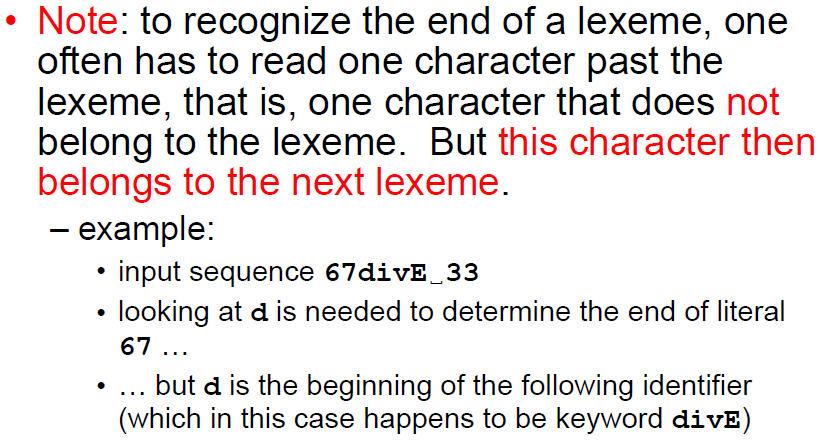 • Note: to recognize the end of a lexeme, one
often has to read one character past the
lexeme, that is, one character that does not
belong to the lexeme. But this character then
belongs to the next lexeme.
– example:
• input sequence 67divE␣33
• looking at d is needed to determine the end of literal
67 …
• … but d is the beginning of the following identifier
(which in this case happens to be keyword divE)